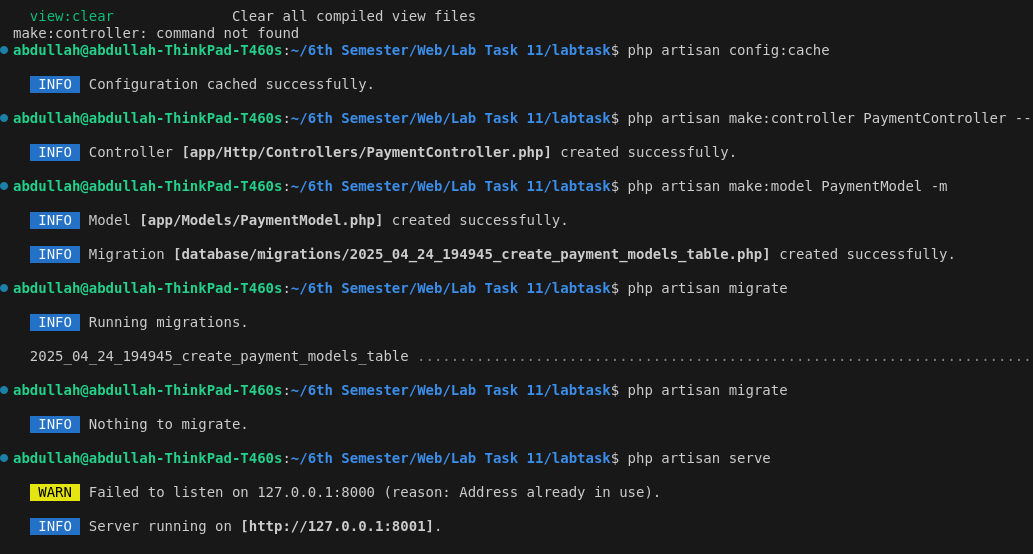 view:clear Clear all compiled view files
make:controller: command not found
abdullah@abdullah-ThinkPad-T460s:~/6th Semester/Web/Lab Task 11/labtask$ php artisan config:cache
INFO Configuration cached successfully.
abdullah@abdullah-ThinkPad-T460s:~/6th Semester/Web/Lab Task 11/labtask$ php artisan make:controller PaymentController --
INFO Controller [app/Http/Controllers/PaymentController.php] created successfully.
abdullah@abdullah-ThinkPad-T460s:~/6th Semester/Web/Lab Task 11/labtask$ php artisan make:model PaymentModel -m
INFO Model [app/Models/PaymentModel.php] created successfully.
INFO Migration [database/migrations/2025_04_24_194945_create_payment_models_table.php] created successfully.
abdullah@abdullah-ThinkPad-T460s:~/6th Semester/Web/Lab Task 11/labtask$ php artisan migrate
INFO Running migrations.
2025_04_24_194945_create_payment_models_table .........................................................................
abdullah@abdullah-ThinkPad-T460s:~/6th Semester/Web/Lab Task 11/labtask$ php artisan migrate
INFO Nothing to migrate.
abdullah@abdullah-ThinkPad-T460s:~/6th Semester/Web/Lab Task 11/labtask$ php artisan serve
WARN Failed to listen on 127.0.0.1:8000 (reason: Address already in use).
INFO Server running on [http://127.0.0.1:8001].